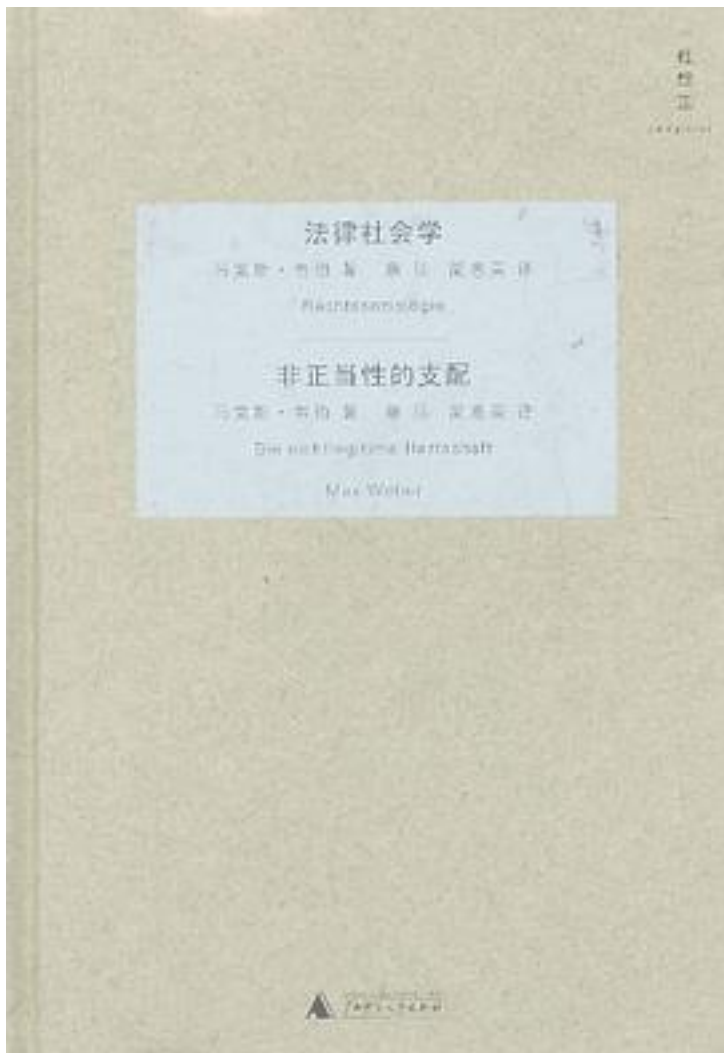 法律社会学
马克斯·韦伯 著 康乐 简惠美 译
Rechtssoziologie
非正当性的支配
马克斯·韦伯 著 康乐 简惠美 译
Die nichtlegitime Herrschaft
Max Weber